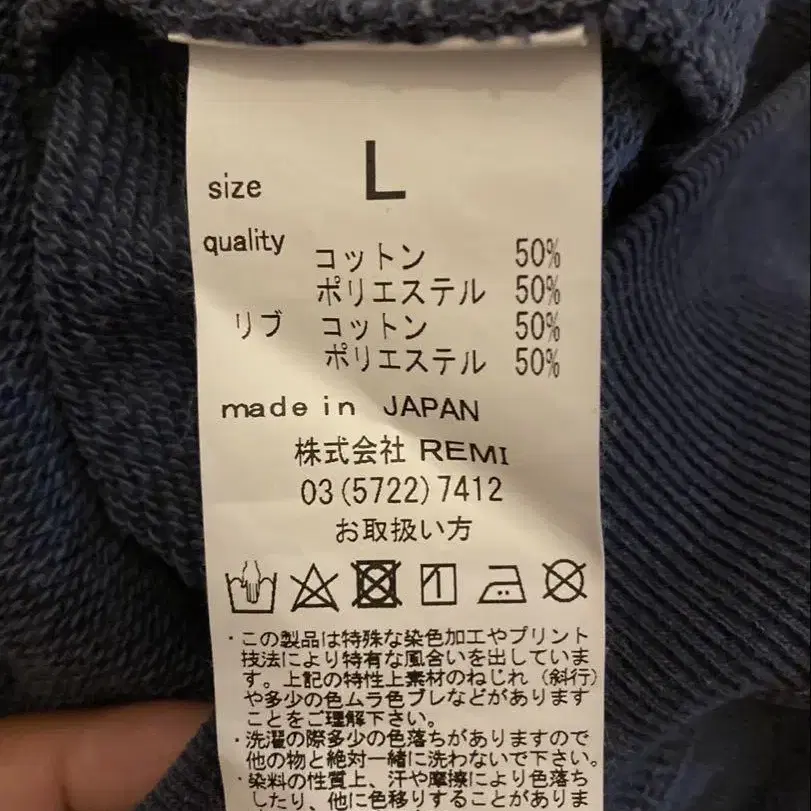 size L
quality コットン 50%
ポリエステル 50%
リブ コットン 50%
ポリエステル 50%
made in JAPAN
株式会社 REMI
03(5722)7412
お取扱い方
・この製品は特殊な染色加工やプリント
技法により特有な風合いを出していま
す。上記の特性上素材のねじれ（斜行）
や多少の色ムラ色ブレなどがあります
ことをご理解下さい。
・洗濯の際多少の色落ちがありますので
他の物と絶対一緒に洗わないで下さい。
・染料の性質上、汗や摩擦により色落ち
したり、他に色移りすることがありま